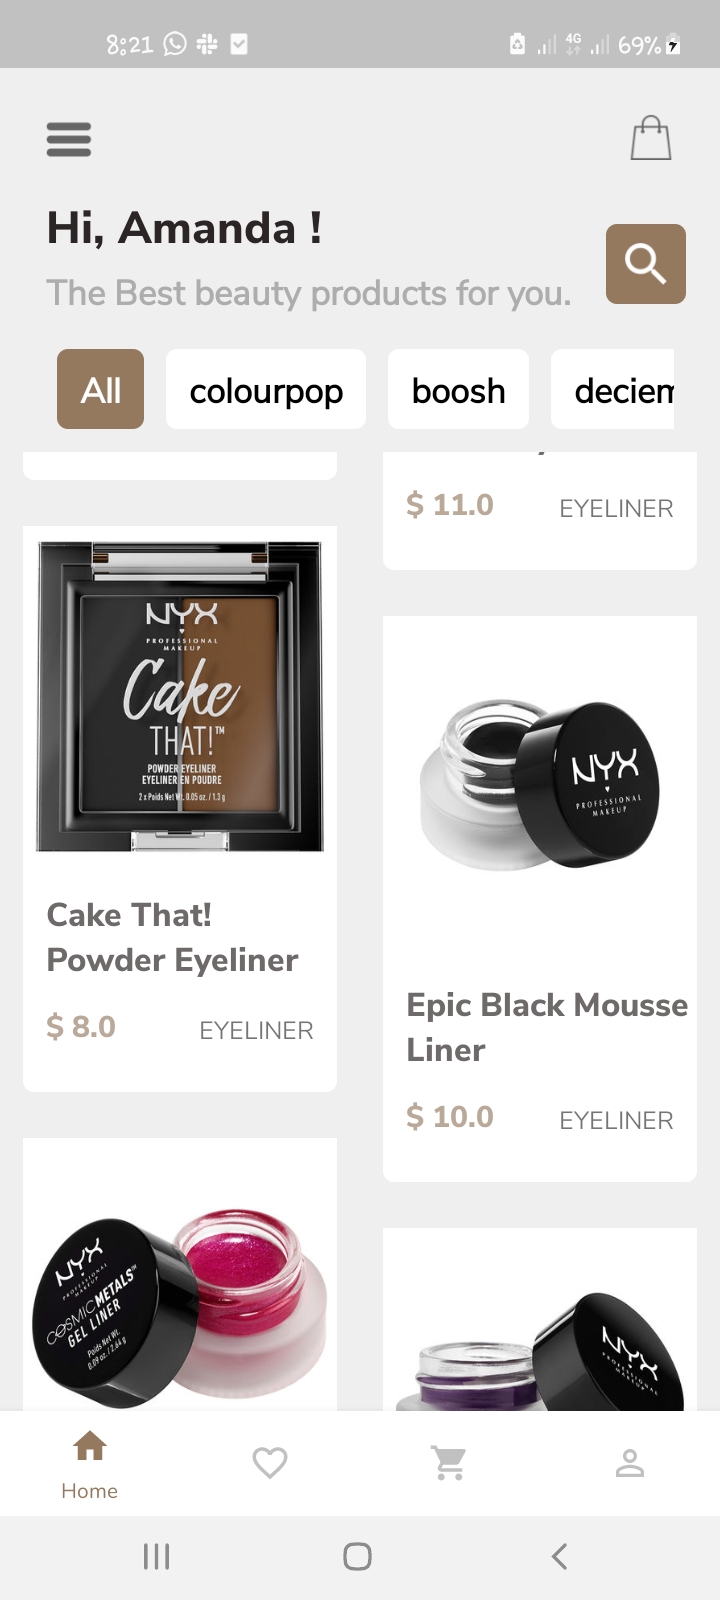 8:21
4G
69%
Hi, Amanda !
The Best beauty products for you.
All
colourpop
boosh
deciem
$ 11.0
EYELINER
NYX
PROFESSIONAL
MAKEUP
Cake
THAT!™
POWDER EYELINER
EYELINER EN POUDRE
2 x Poids Net Wt. 0.05 oz. / 1.3 g
Cake That!
Powder Eyeliner
$ 8.0
EYELINER
NYX
PROFESSIONAL
MAKEUP
Epic Black Mousse
Liner
$ 10.0
EYELINER
NYX
PROFESSIONAL
MAKEUP
COSMIC METALS™
GEL LINER
Poids Net Wt.
0.09 oz. / 2.64 g
NYX
PROFESSIONAL
MAKEUP
Home